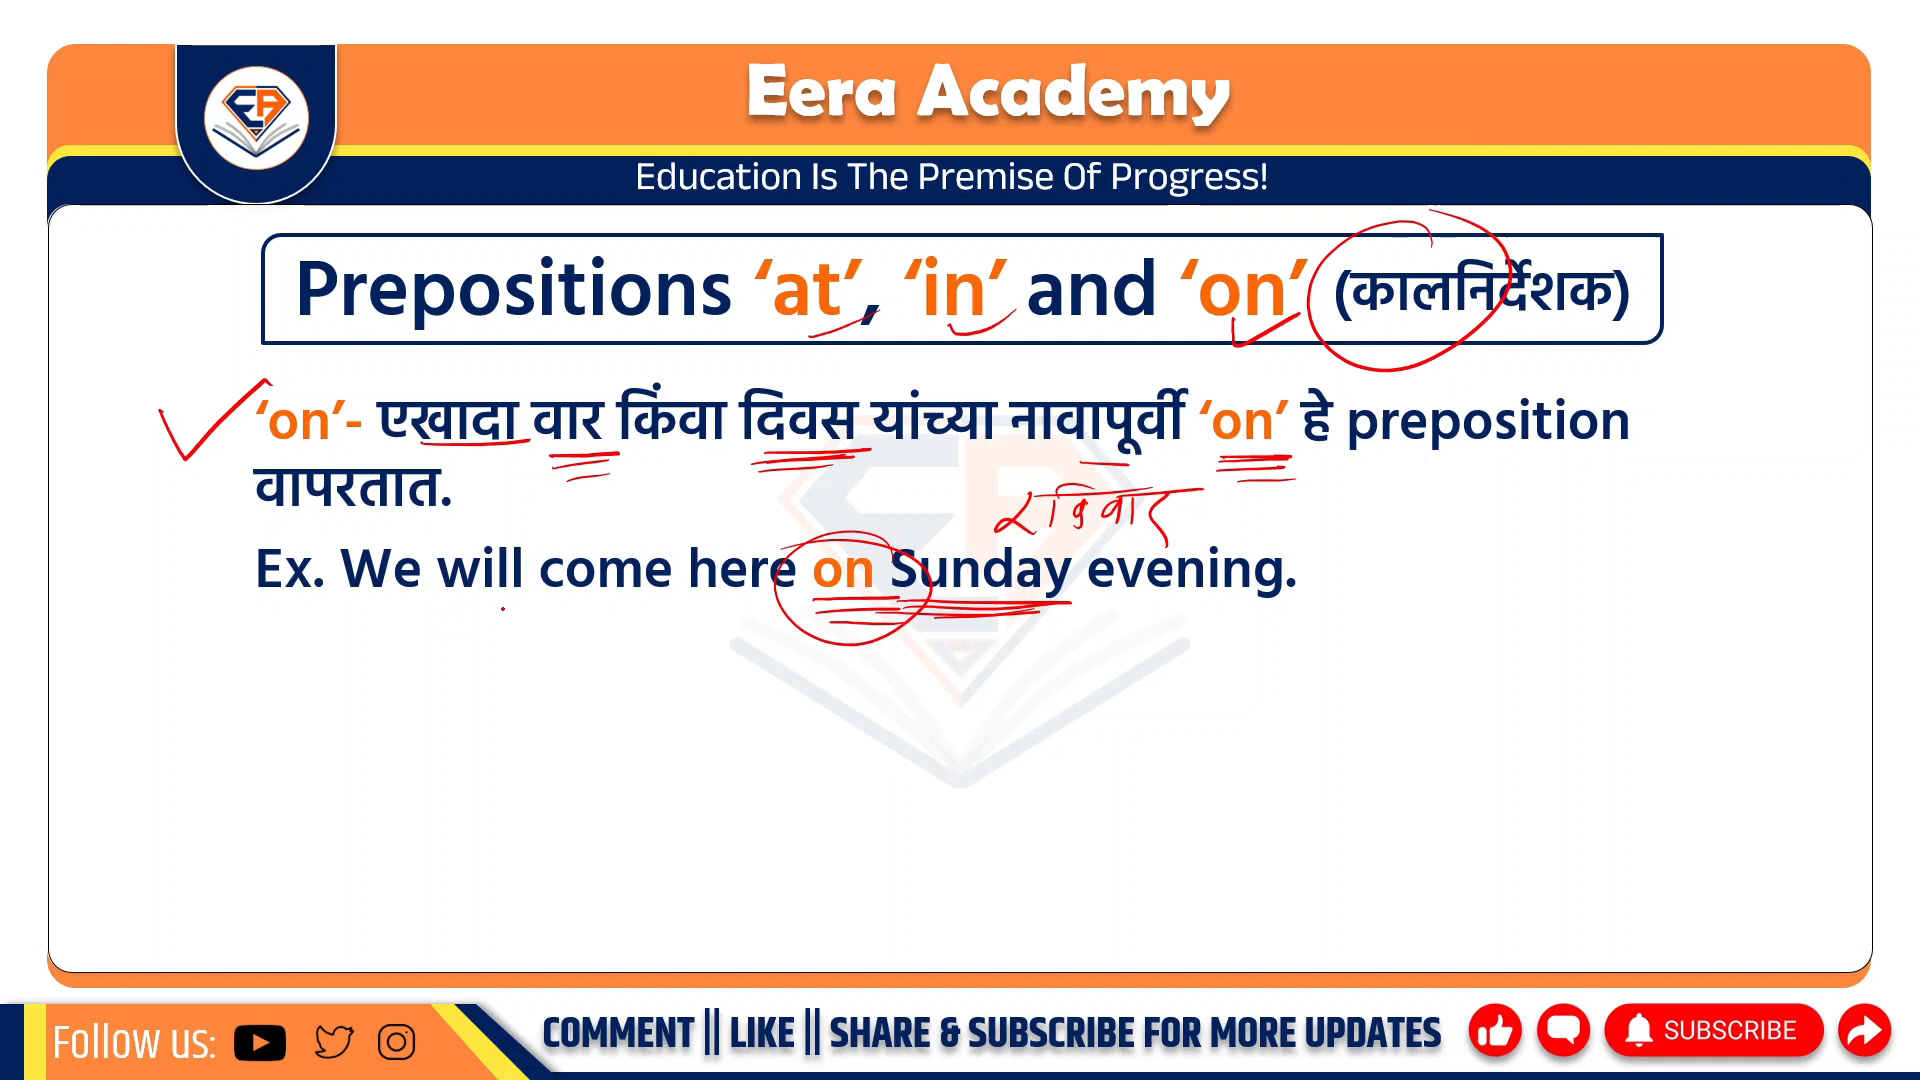 Eera Academy
Education Is The Premise Of Progress!
Prepositions ‘at’, ‘in’ and ‘on’ (कालनिर्देशक)
‘on’- एखादा वार किंवा दिवस यांच्या नावापूर्वी ‘on’ हे preposition
वापरतात.
रविवार
Ex. We will come here on Sunday evening.
Follow us:
COMMENT || LIKE || SHARE & SUBSCRIBE FOR MORE UPDATES
SUBSCRIBE